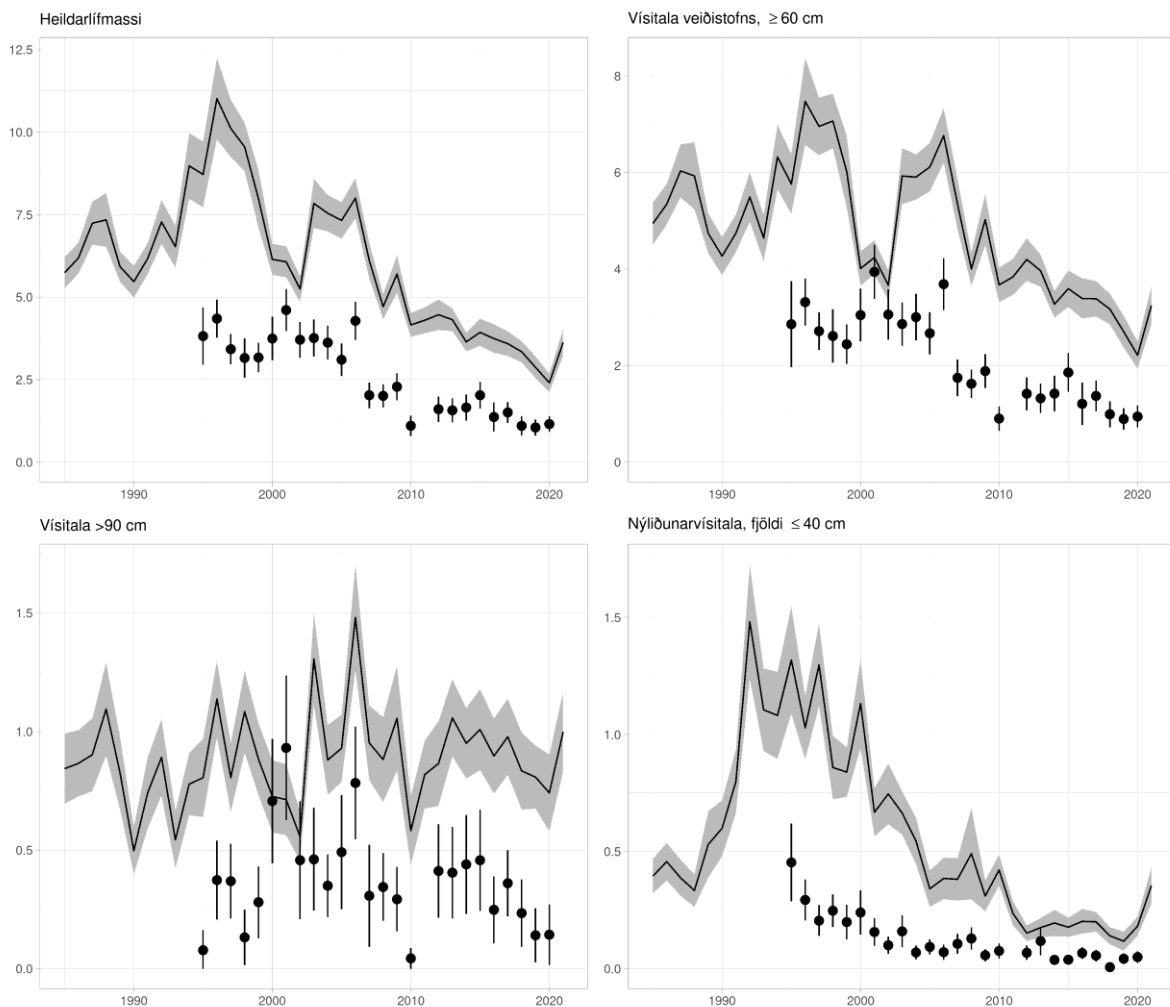 Heildarlífmassi
12.5
10.0
7.5
5.0
2.5
0.0
1990 2000 2010 2020
Vísitala veiðistofns, ≥ 60 cm
8
6
4
2
0
1990 2000 2010 2020
Vísitala >90 cm
1.5
1.0
0.5
0.0
1990 2000 2010 2020
Nýliðunarvísitala, fjöldi ≤ 40 cm
1.5
1.0
0.5
0.0
1990 2000 2010 2020